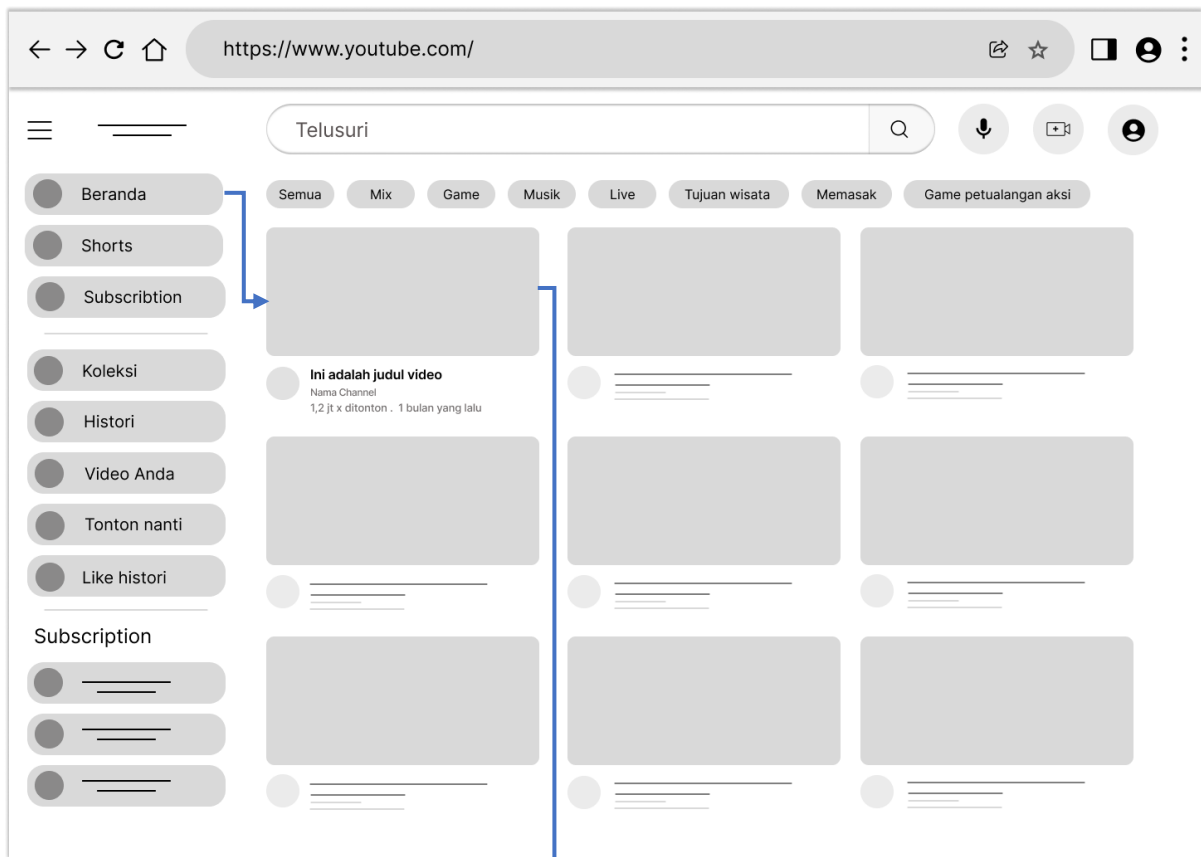 https://www.youtube.com/
Telusuri
Beranda
Shorts
Subscribtion
Koleksi
Histori
Video Anda
Tonton nanti
Like histori
Subscription
Semua
Mix
Game
Musik
Live
Tujuan wisata
Memasak
Game petualangan aksi
Ini adalah judul video
Nama Channel
1,2 jt x ditonton . 1 bulan yang lalu